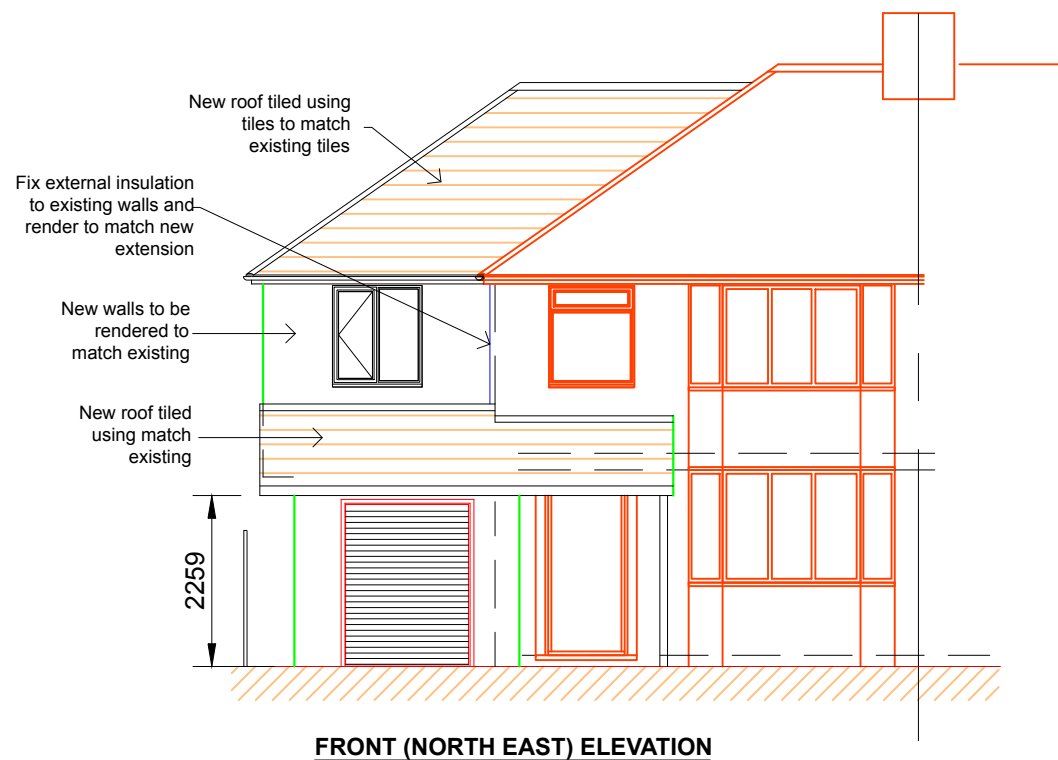 New roof tiled using
tiles to match
existing tiles
Fix external insulation
to existing walls and
render to match new
extension
New walls to be
rendered to
match existing
New roof tiled
using match
existing
2259
FRONT (NORTH EAST) ELEVATION